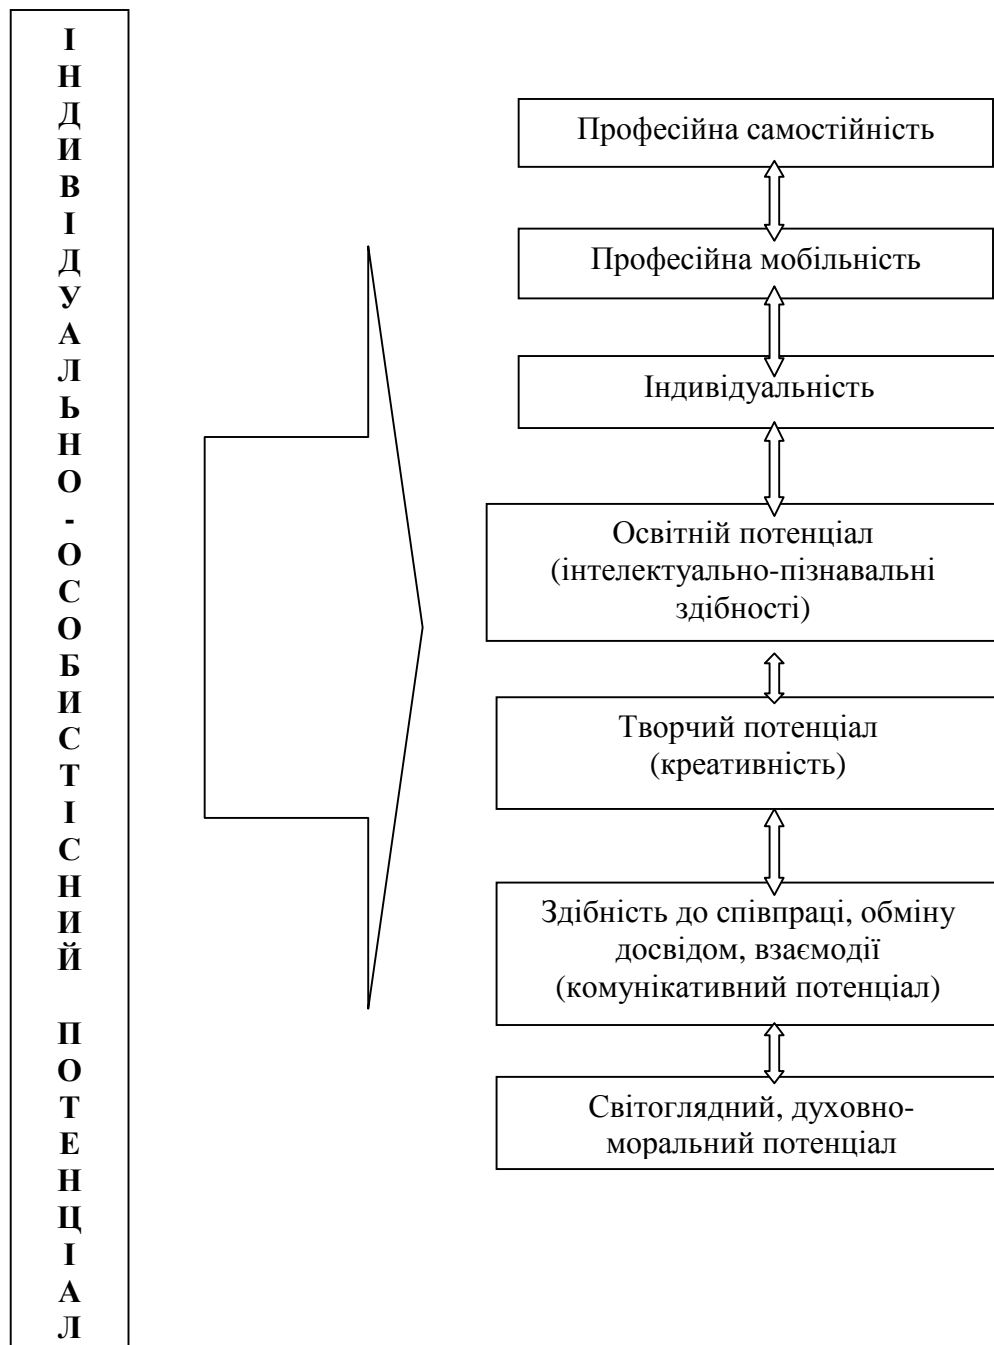 І
Н
Д
И
В
І
Д
У
А
Л
Ь
Н
О
-
О
С
О
Б
И
С
Т
І
С
Н
И
Й
П
О
Т
Е
Н
Ц
І
А
Л
Професійна самостійність
Професійна мобільність
Індивідуальність
Освітній потенціал
(інтелектуально-пізнавальні
здібності)
Творчий потенціал
(креативність)
Здібність до співпраці, обміну
досвідом, взаємодії
(комунікативний потенціал)
Світоглядний, духовно-
моральний потенціал